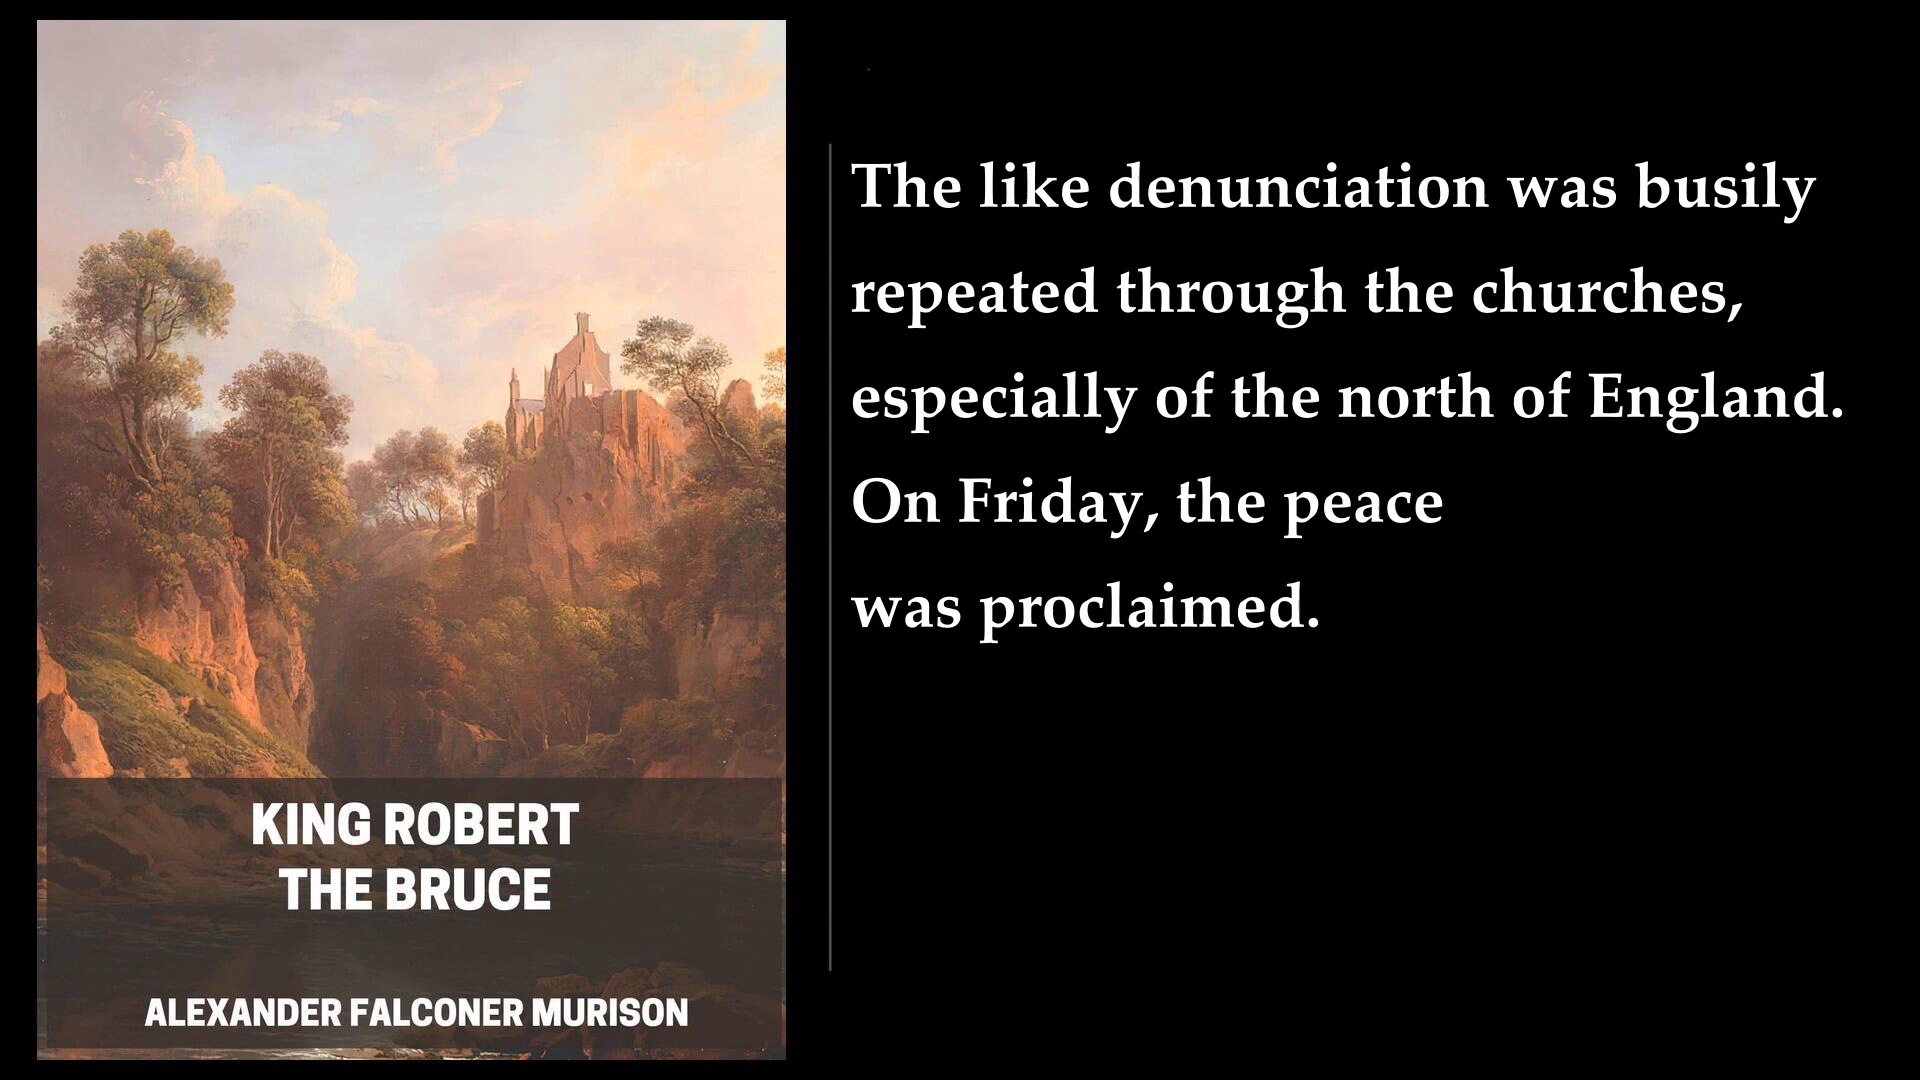 KING ROBERT
THE BRUCE
ALEXANDER FALCONER MURISON
The like denunciation was busily
repeated through the churches,
especially of the north of England.
On Friday, the peace
was proclaimed.